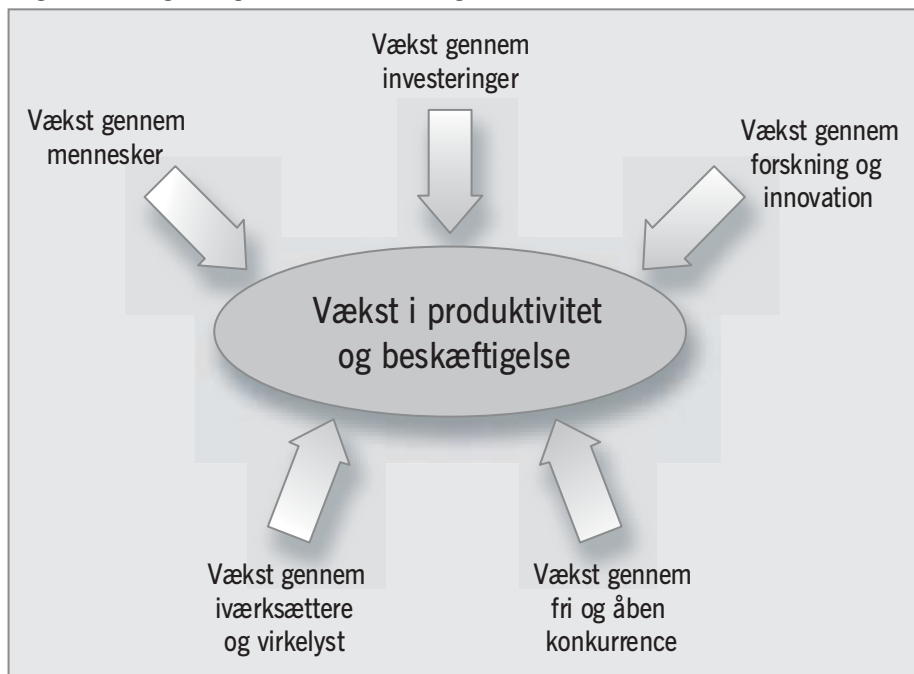 Vækst gennem
investeringer
Vækst gennem
mennesker
Vækst gennem
forskning og
innovation
Vækst i produktivitet
og beskæftigelse
Vækst gennem
iværksættere
og virkelyst
Vækst gennem
fri og åben
konkurrence